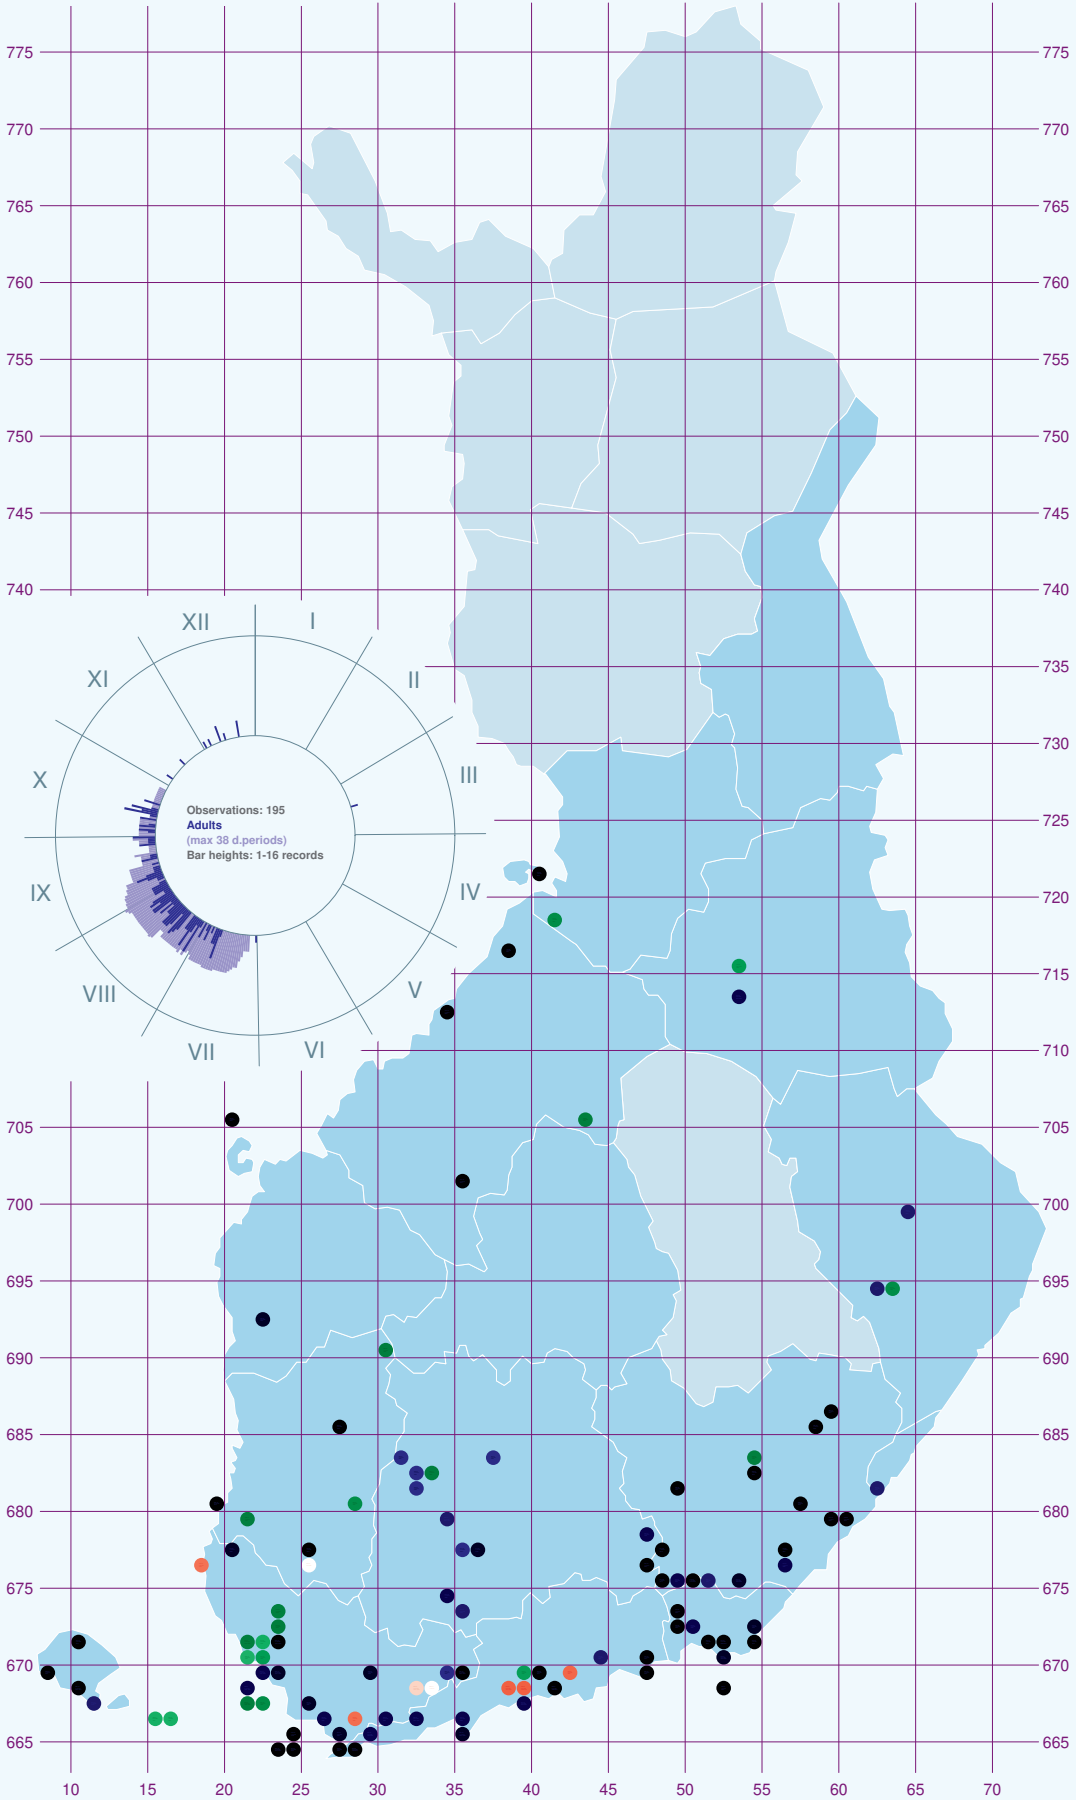 775 775
770 770
765 765
760 760
755 755
750 750
745 745
740 740
XII I
XI II
735
730
X III
Observations: 195
Adults
(max 38 d.periods)
Bar heights: 1-16 records
725
IX IV
720
VIII V
715
VII VI
710
705 705
700 700
695 695
690 690
685 685
680 680
675 675
670 670
665 665
10 15 20 25 30 35 40 45 50 55 60 65 70